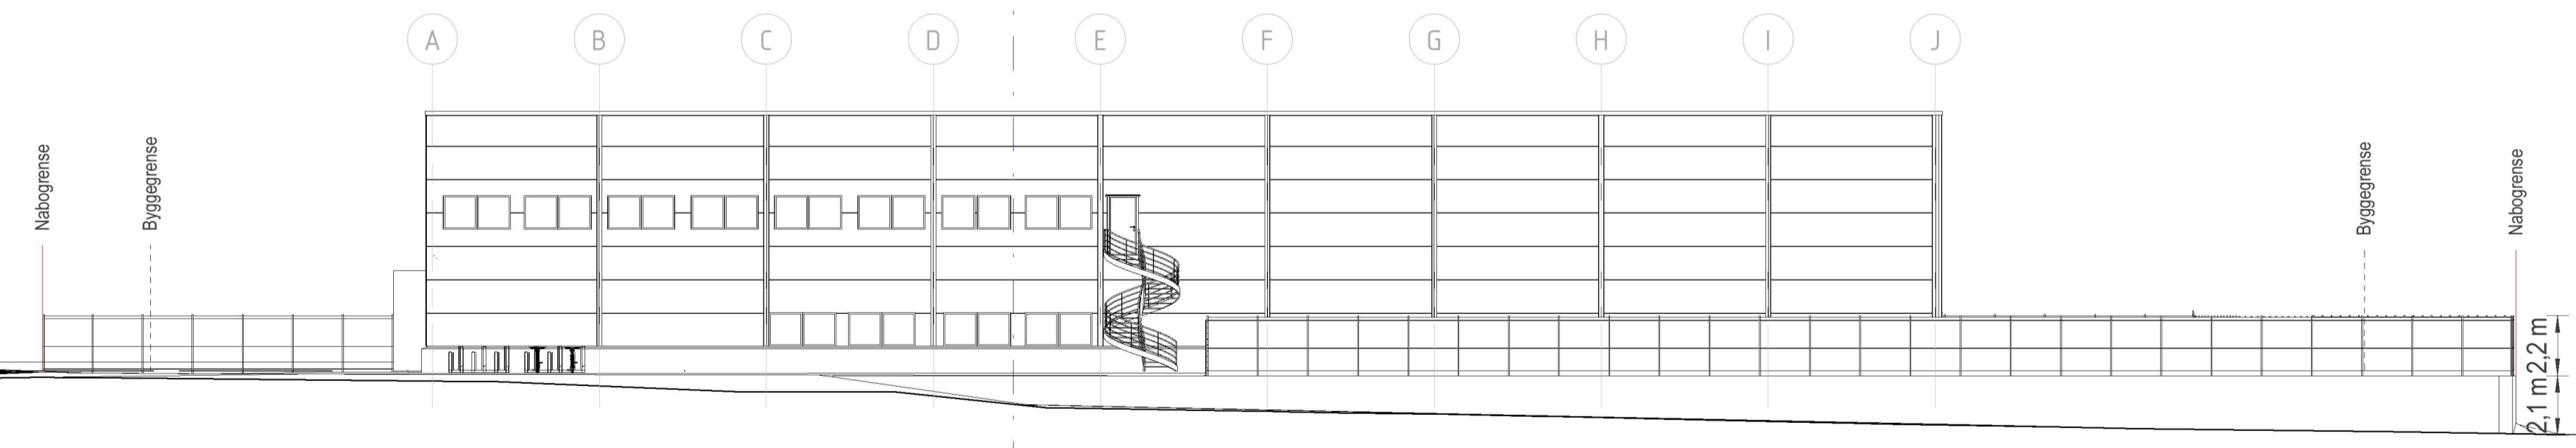 A B C D E F G H I J
Nabogrense
Byggegrense
Byggegrense
Nabogrense
2,2 m
2,1 m